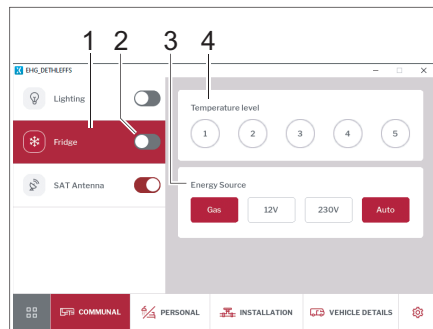 1 2 3 4
EHG_DETHLEFFS
Lighting
Fridge
SAT Antenna
Temperature level
1 2 3 4 5
Energy Source
Gas 12V 230V Auto
COMMUNAL PERSONAL INSTALLATION VEHICLE DETAILS